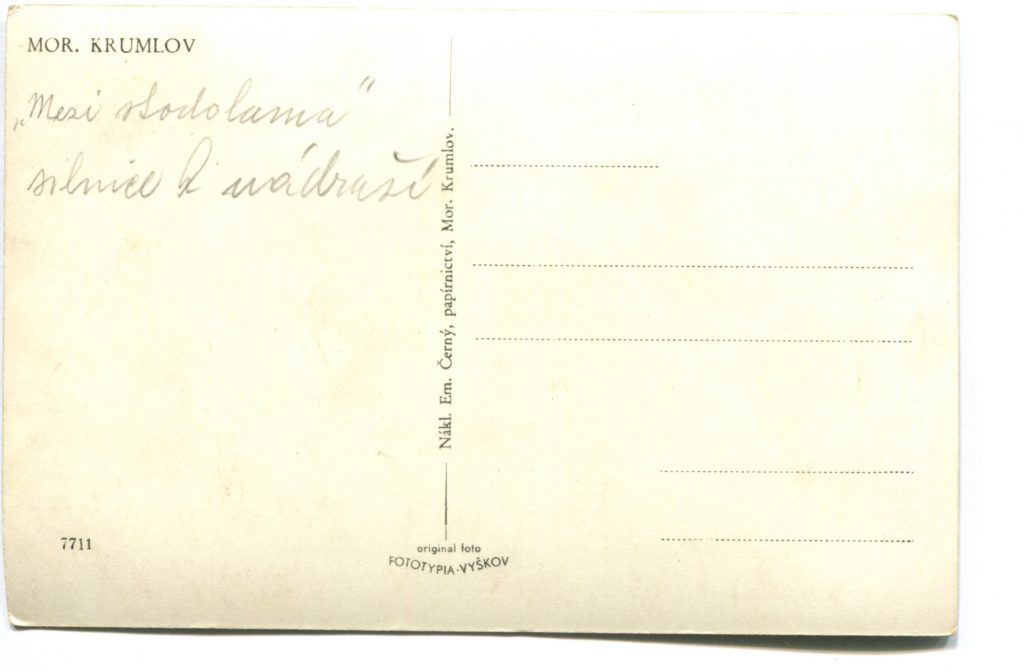 MOR. KRUMLOV
„Mezi stodolama“
silnice k nádraží
Nákl. Em. Černý, papírnictví, Mor. Krumlov.
7711
original foto
FOTOTYPIA-VYŠKOV